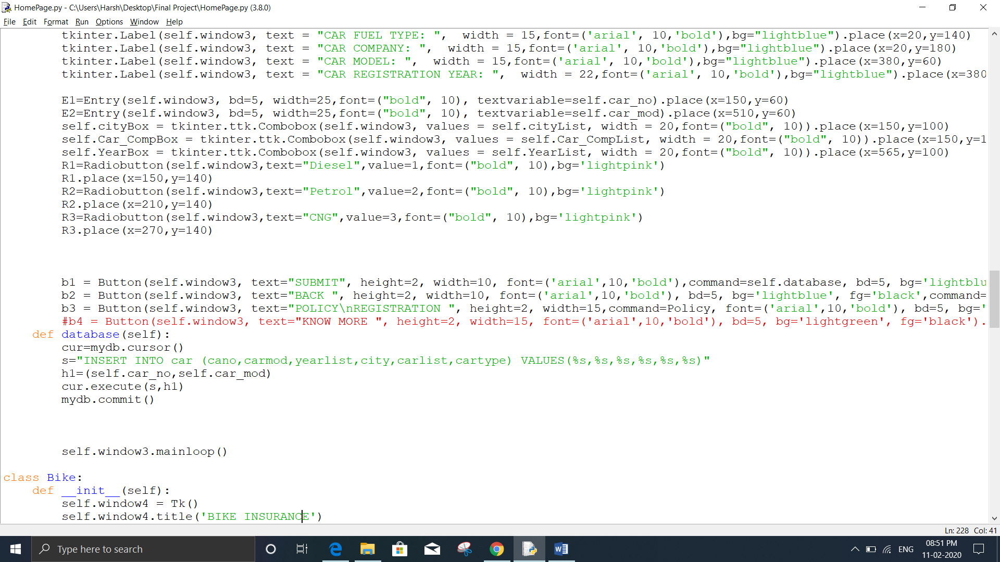 HomePage.py - C:\Users\Harsh\Desktop\Final Project\HomePage.py (3.8.0)
File Edit Format Run Options Window Help
tkinter.Label(self.window3, text = "CAR FUEL TYPE: ",  width = 15,font=('arial', 10,'bold'),bg="lightblue").place(x=20,y=140)
tkinter.Label(self.window3, text = "CAR COMPANY: ",  width = 15,font=('arial', 10,'bold'),bg="lightblue").place(x=20,y=180)
tkinter.Label(self.window3, text = "CAR MODEL: ",  width = 15,font=('arial', 10,'bold'),bg="lightblue").place(x=380,y=60)
tkinter.Label(self.window3, text = "CAR REGISTRATION YEAR: ",  width = 22,font=('arial', 10,'bold'),bg="lightblue").place(x=380
E1=Entry(self.window3, bd=5, width=25,font=("bold", 10), textvariable=self.car_no).place(x=150,y=60)
E2=Entry(self.window3, bd=5, width=25,font=("bold", 10), textvariable=self.car_mod).place(x=510,y=60)
self.cityBox = tkinter.ttk.Combobox(self.window3, values = self.cityList, width = 20,font=("bold", 10)).place(x=150,y=100)
self.Car_CompBox = tkinter.ttk.Combobox(self.window3, values = self.Car_CompList, width = 20,font=("bold", 10)).place(x=150,y=1
self.YearBox = tkinter.ttk.Combobox(self.window3, values = self.YearList, width = 20,font=("bold", 10)).place(x=565,y=100)
R1=Radiobutton(self.window3,text="Diesel",value=1,font=("bold", 10),bg='lightpink')
R1.place(x=150,y=140)
R2=Radiobutton(self.window3,text="Petrol",value=2,font=("bold", 10),bg='lightpink')
R2.place(x=210,y=140)
R3=Radiobutton(self.window3,text="CNG",value=3,font=("bold", 10),bg='lightpink')
R3.place(x=270,y=140)
b1 = Button(self.window3, text="SUBMIT", height=2, width=10, font=('arial',10,'bold'),command=self.database, bd=5, bg='lightblu
b2 = Button(self.window3, text="BACK ", height=2, width=10, font=('arial',10,'bold'), bd=5, bg='lightblue', fg='black',command=
b3 = Button(self.window3, text="POLICY\nREGISTRATION ", height=2, width=15,command=Policy, font=('arial',10,'bold'), bd=5, bg='
#b4 = Button(self.window3, text="KNOW MORE ", height=2, width=15, font=('arial',10,'bold'), bd=5, bg='lightgreen', fg='black').
def database(self):
cur=mydb.cursor()
s="INSERT INTO car (cano,carmod,yearlist,city,carlist,cartype) VALUES(%s,%s,%s,%s,%s,%s)"
h1=(self.car_no,self.car_mod)
cur.execute(s,h1)
mydb.commit()
self.window3.mainloop()
class Bike:
def __init__(self):
self.window4 = Tk()
self.window4.title('BIKE INSURANCE')
Ln: 228 Col: 41
Type here to search
ENG
08:51 PM
11-02-2020